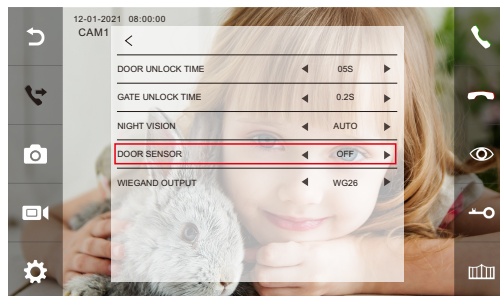 12-01-2021 08:00:00
CAM1
<
DOOR UNLOCK TIME ◀ 05S ▶
GATE UNLOCK TIME ◀ 0.2S ▶
NIGHT VISION ◀ AUTO ▶
DOOR SENSOR ◀ OFF ▶
WIEGAND OUTPUT ◀ WG26 ▶